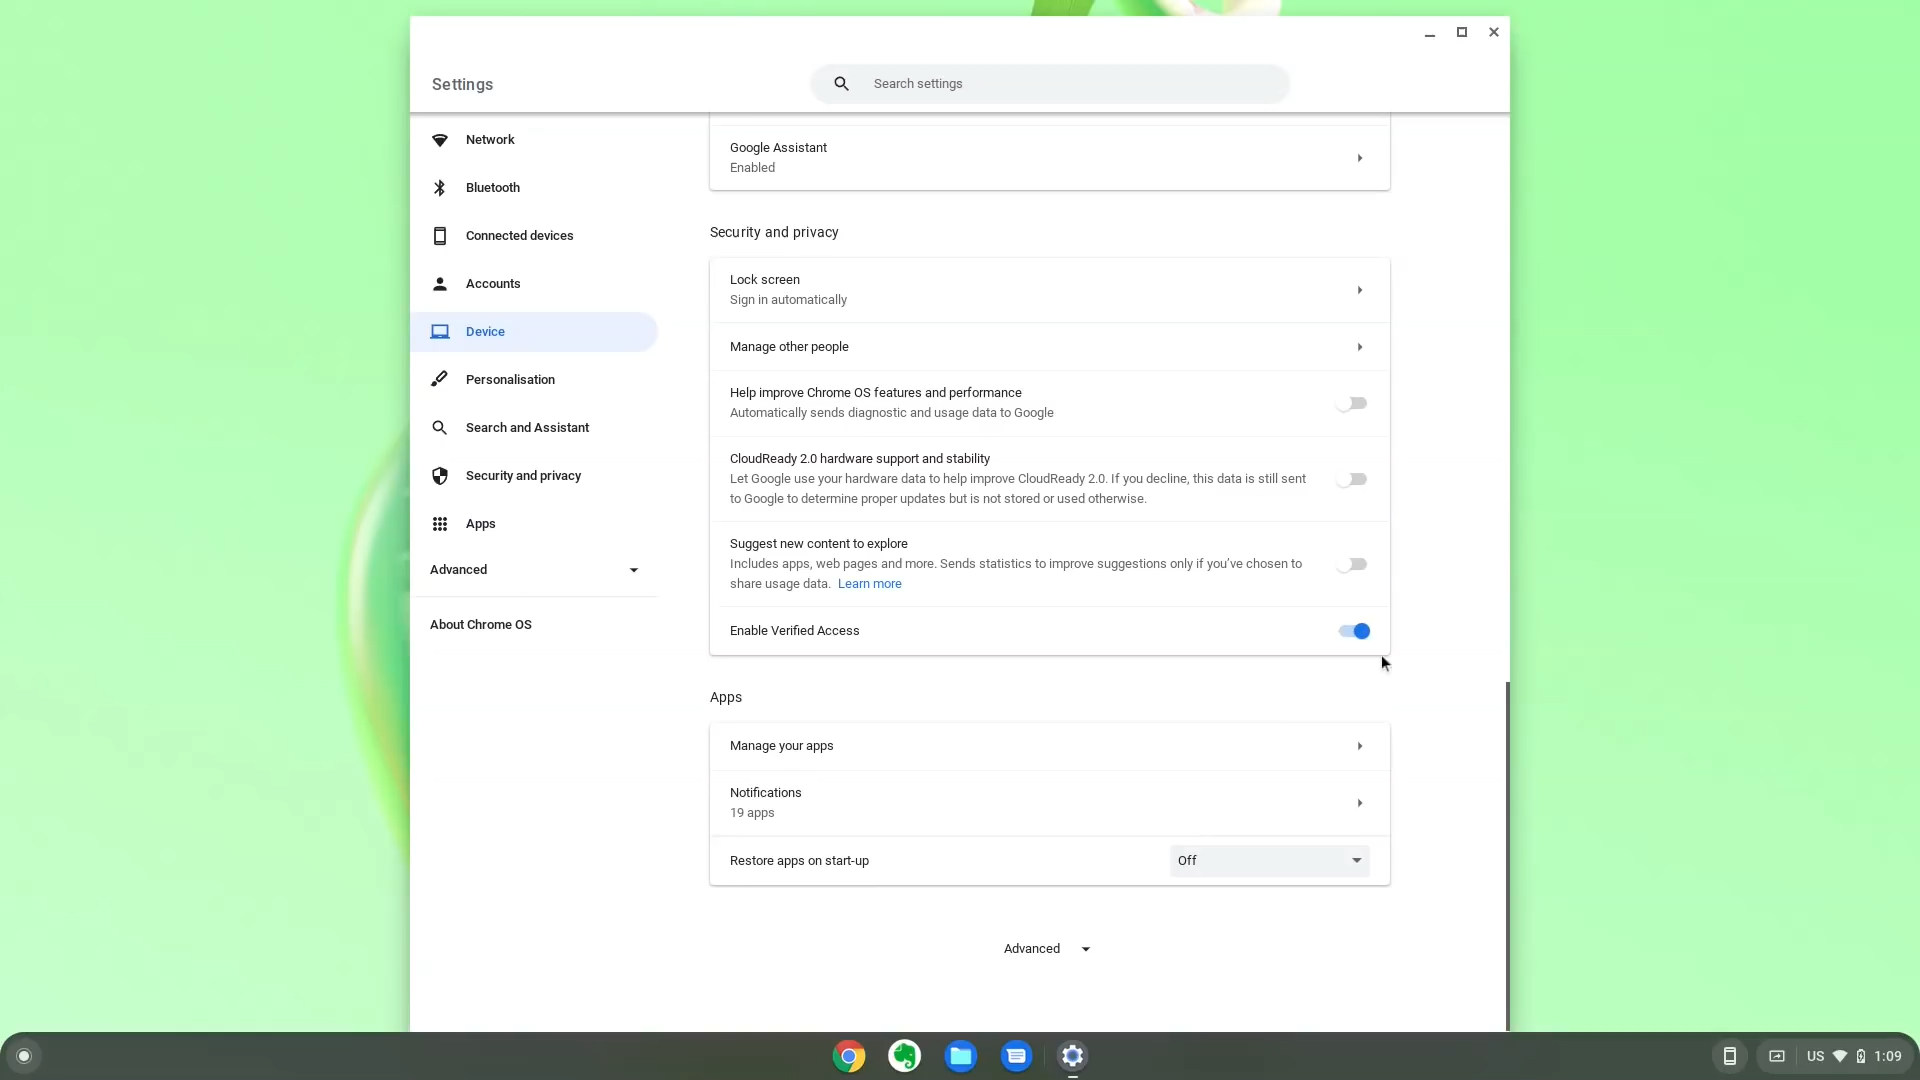 Settings
Search settings
Network
Bluetooth
Connected devices
Accounts
Device
Personalisation
Search and Assistant
Security and privacy
Apps
Advanced
About Chrome OS
Google Assistant
Enabled
Security and privacy
Lock screen
Sign in automatically
Manage other people
Help improve Chrome OS features and performance
Automatically sends diagnostic and usage data to Google
CloudReady 2.0 hardware support and stability
Let Google use your hardware data to help improve CloudReady 2.0. If you decline, this data is still sent
to Google to determine proper updates but is not stored or used otherwise.
Suggest new content to explore
Includes apps, web pages and more. Sends statistics to improve suggestions only if you've chosen to
share usage data. Learn more
Enable Verified Access
Apps
Manage your apps
Notifications
19 apps
Restore apps on start-up
Off
Advanced
US
1:09